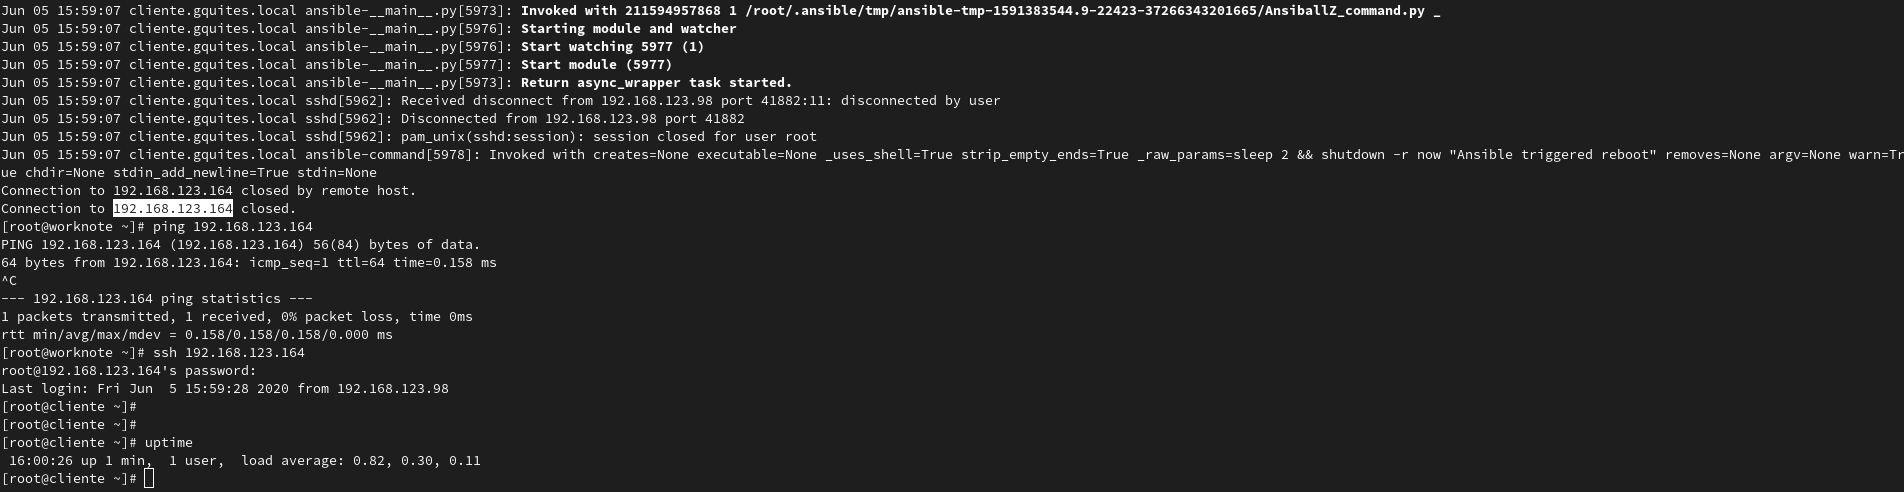 Jun 05 15:59:07 cliente.gquites.local ansible-__main__.py[5973]: Invoked with 211594957868 1 /root/.ansible/tmp/ansible-tmp-1591383544.9-22423-37266343201665/AnsiballZ_command.py _
Jun 05 15:59:07 cliente.gquites.local ansible-__main__.py[5976]: Starting module and watcher
Jun 05 15:59:07 cliente.gquites.local ansible-__main__.py[5976]: Start watching 5977 (1)
Jun 05 15:59:07 cliente.gquites.local ansible-__main__.py[5977]: Start module (5977)
Jun 05 15:59:07 cliente.gquites.local ansible-__main__.py[5973]: Return async_wrapper task started.
Jun 05 15:59:07 cliente.gquites.local sshd[5962]: Received disconnect from 192.168.123.98 port 41882:11: disconnected by user
Jun 05 15:59:07 cliente.gquites.local sshd[5962]: Disconnected from 192.168.123.98 port 41882
Jun 05 15:59:07 cliente.gquites.local sshd[5962]: pam_unix(sshd:session): session closed for user root
Jun 05 15:59:07 cliente.gquites.local ansible-command[5978]: Invoked with creates=None executable=None _uses_shell=True strip_empty_ends=True _raw_params=sleep 2 && shutdown -r now "Ansible triggered reboot" removes=None argv=None warn=Tr
ue chdir=None stdin_add_newline=True stdin=None
Connection to 192.168.123.164 closed by remote host.
Connection to 192.168.123.164 closed.
[root@worknote ~]# ping 192.168.123.164
PING 192.168.123.164 (192.168.123.164) 56(84) bytes of data.
64 bytes from 192.168.123.164: icmp_seq=1 ttl=64 time=0.158 ms
^C
--- 192.168.123.164 ping statistics ---
1 packets transmitted, 1 received, 0% packet loss, time 0ms
rtt min/avg/max/mdev = 0.158/0.158/0.158/0.000 ms
[root@worknote ~]# ssh 192.168.123.164
root@192.168.123.164's password:
Last login: Fri Jun  5 15:59:28 2020 from 192.168.123.98
[root@cliente ~]#
[root@cliente ~]#
[root@cliente ~]# uptime
 16:00:26 up 1 min,  1 user,  load average: 0.82, 0.30, 0.11
[root@cliente ~]#